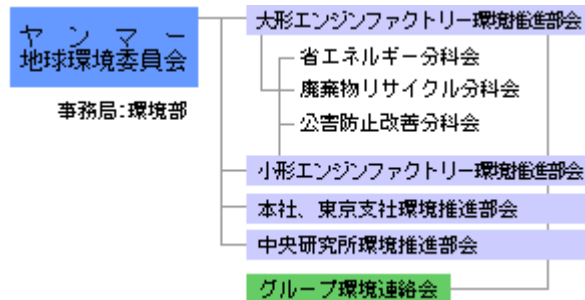 ヤンマー
地球環境委員会
事務局:環境部
大形エンジンファクトリー環境推進部会
省エネルギー分科会
廃棄物リサイクル分科会
公害防止改善分科会
小形エンジンファクトリー環境推進部会
本社、東京支社環境推進部会
中央研究所環境推進部会
グループ環境連絡会